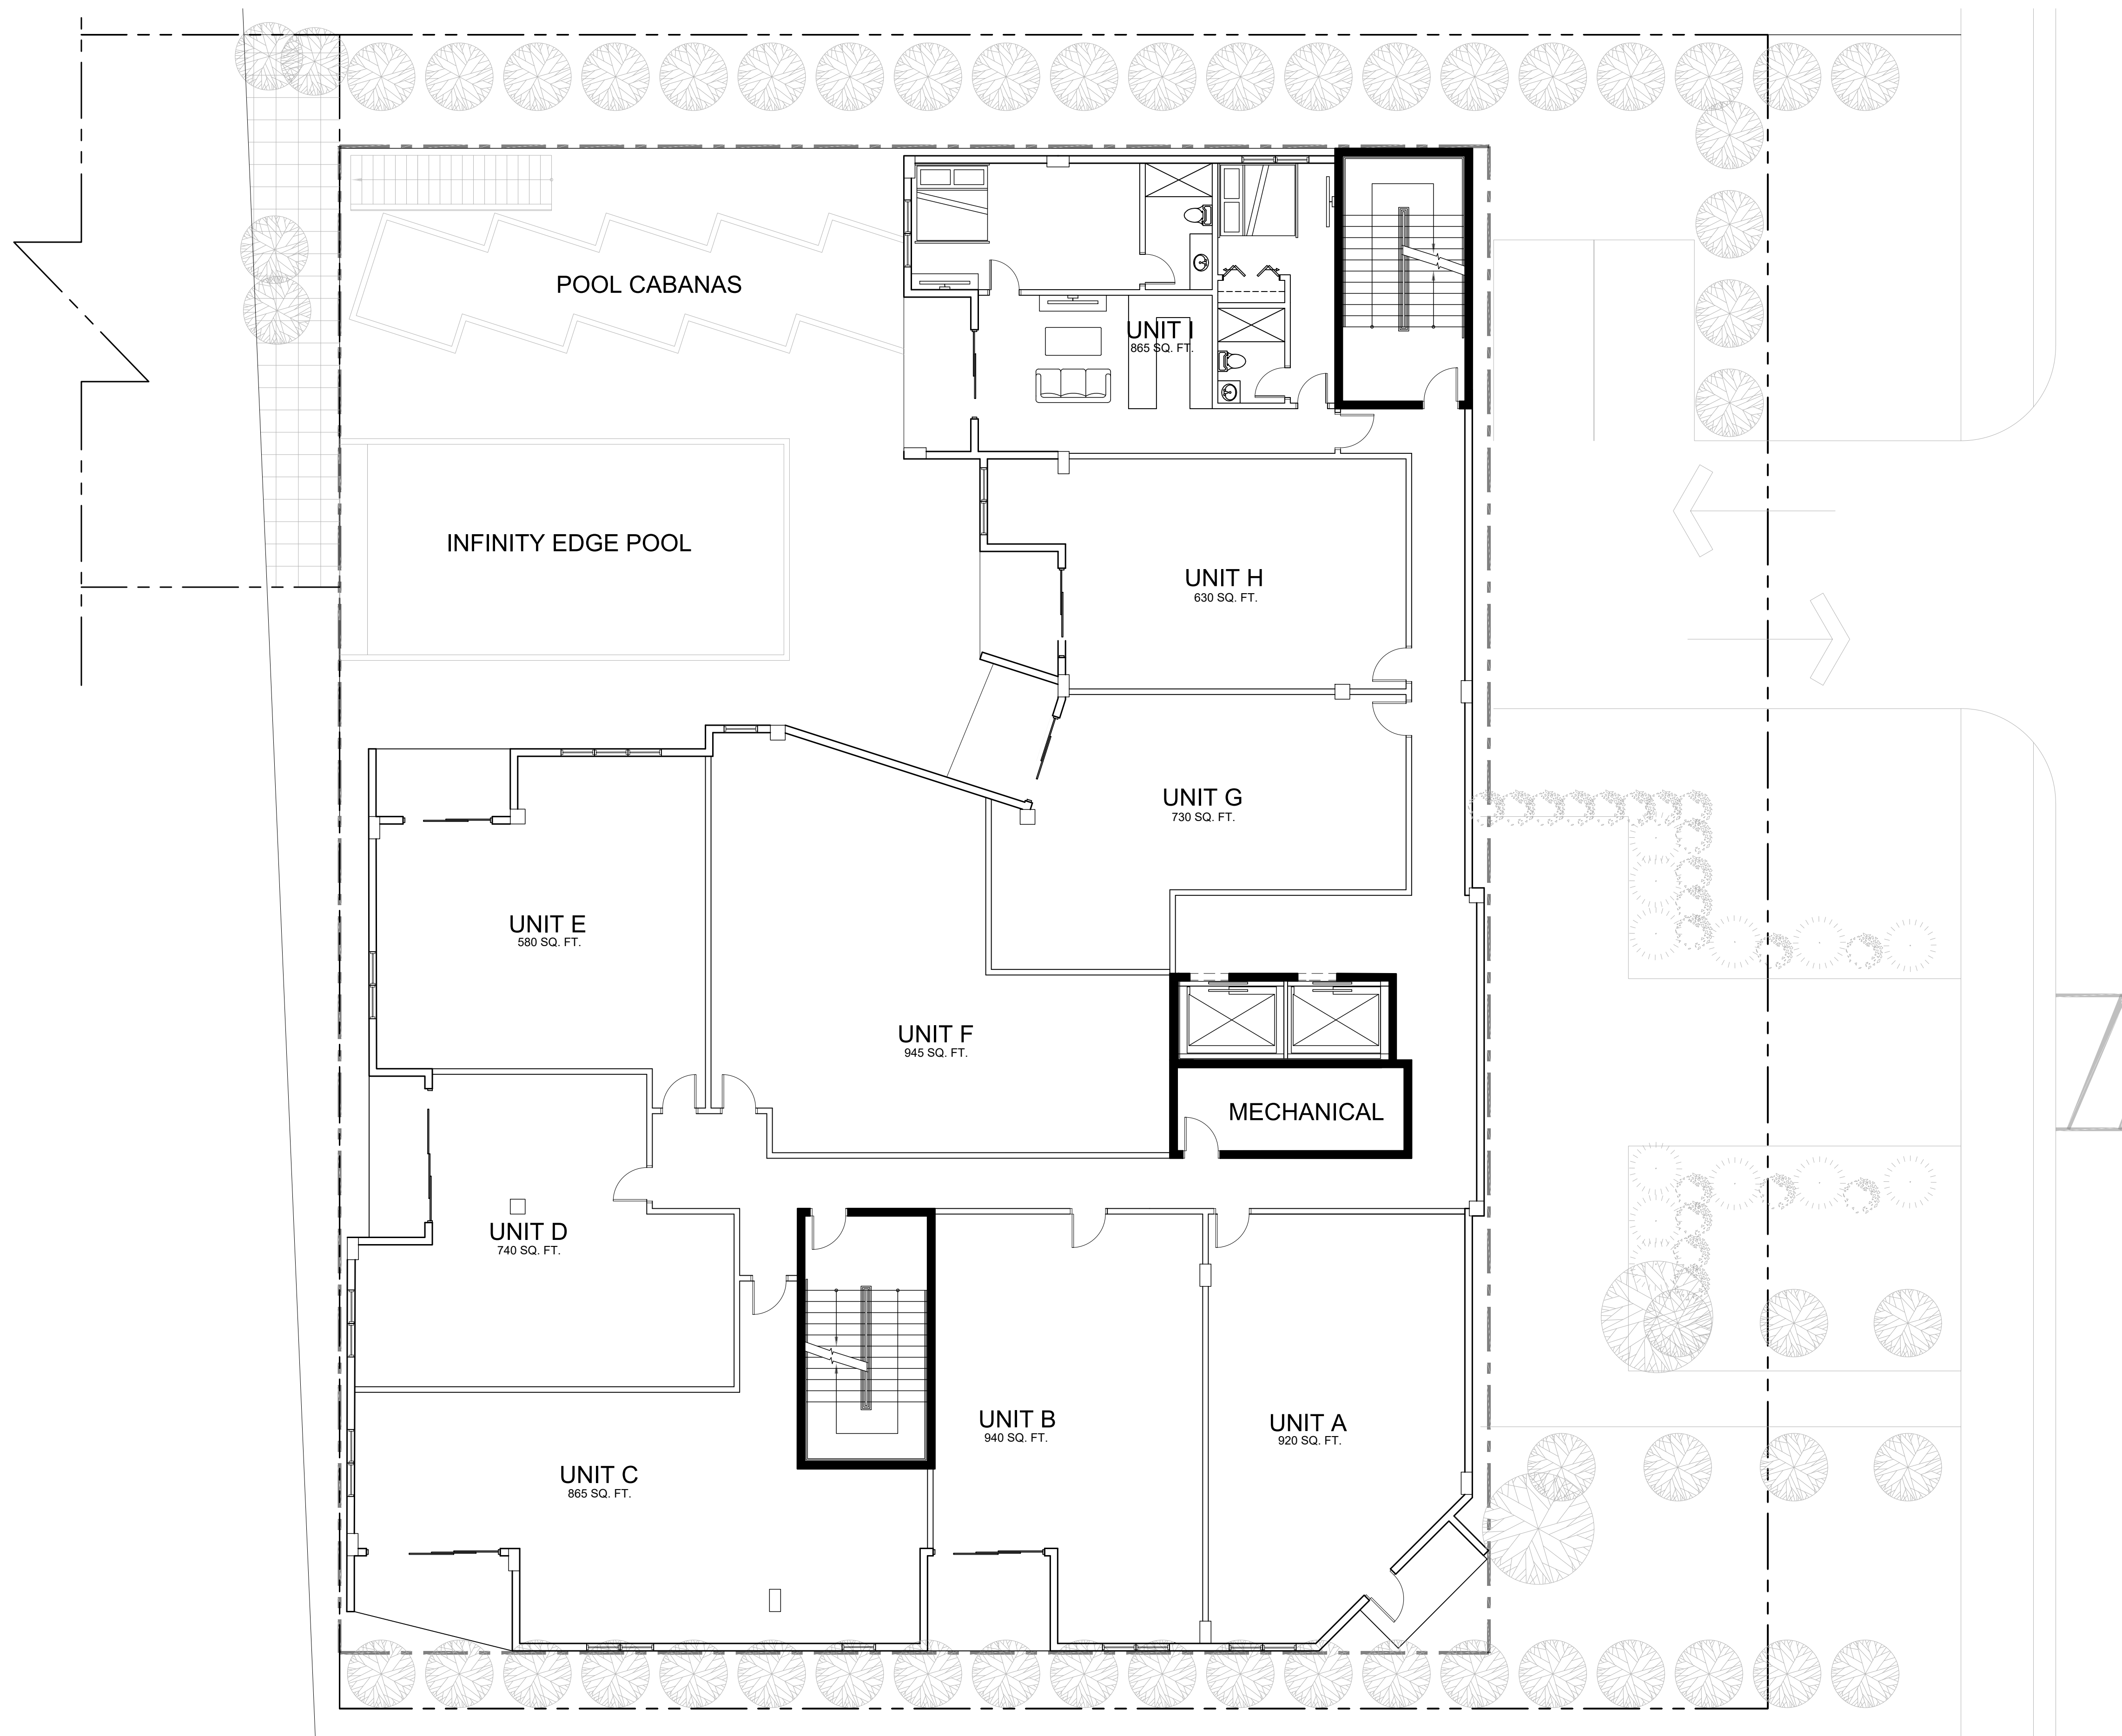 POOL CABANAS
UNIT I
865 SQ. FT.
INFINITY EDGE POOL
UNIT H
630 SQ. FT.
UNIT G
730 SQ. FT.
UNIT E
580 SQ. FT.
UNIT F
945 SQ. FT.
MECHANICAL
UNIT D
740 SQ. FT.
UNIT B
940 SQ. FT.
UNIT A
920 SQ. FT.
UNIT C
865 SQ. FT.